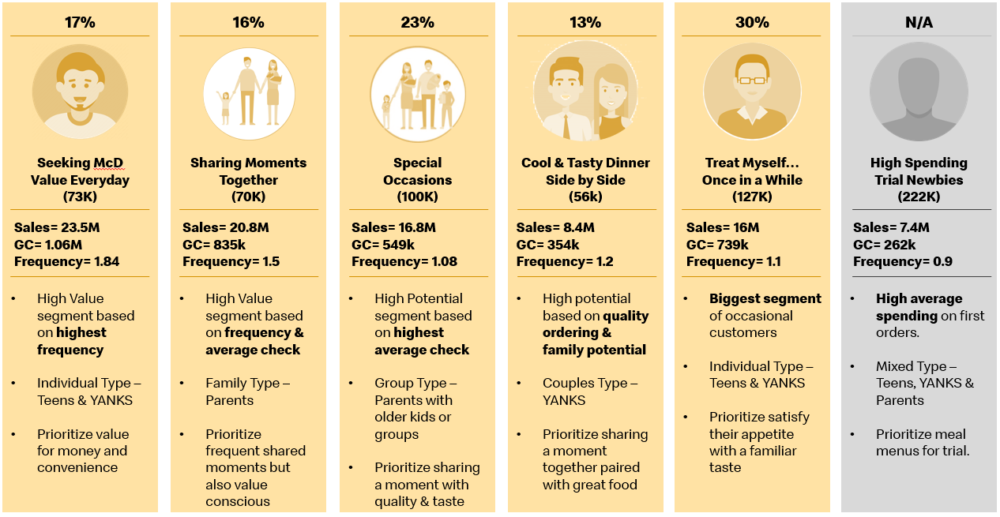 17%
Seeking McD
Value Everyday
(73K)
Sales= 23.5M
GC= 1.06M
Frequency= 1.84
• High Value
segment based
on highest
frequency
• Individual Type –
Teens & YANKS
• Prioritize value
for money and
convenience
16%
Sharing Moments
Together
(70K)
Sales= 20.8M
GC= 835k
Frequency= 1.5
• High Value
segment based
on frequency &
average check
• Family Type –
Parents
• Prioritize
frequent shared
moments but
also value
conscious
23%
Special
Occasions
(100K)
Sales= 16.8M
GC= 549k
Frequency= 1.08
• High Potential
segment based
on highest
average check
• Group Type –
Parents with
older kids or
groups
• Prioritize sharing
a moment with
quality & taste
13%
Cool & Tasty Dinner
Side by Side
(56k)
Sales= 8.4M
GC= 354k
Frequency= 1.2
• High potential
based on quality
ordering &
family potential
• Couples Type –
YANKS
• Prioritize sharing
a moment
together paired
with great food
30%
Treat Myself...
Once in a While
(127K)
Sales= 16M
GC= 739k
Frequency= 1.1
• Biggest segment
of occasional
customers
• Individual Type –
Teens & YANKS
• Prioritize satisfy
their appetite
with a familiar
taste
N/A
High Spending
Trial Newbies
(222K)
Sales= 7.4M
GC= 262k
Frequency= 0.9
• High average
spending on first
orders.
• Mixed Type –
Teens, YANKS &
Parents
• Prioritize meal
menus for trial.